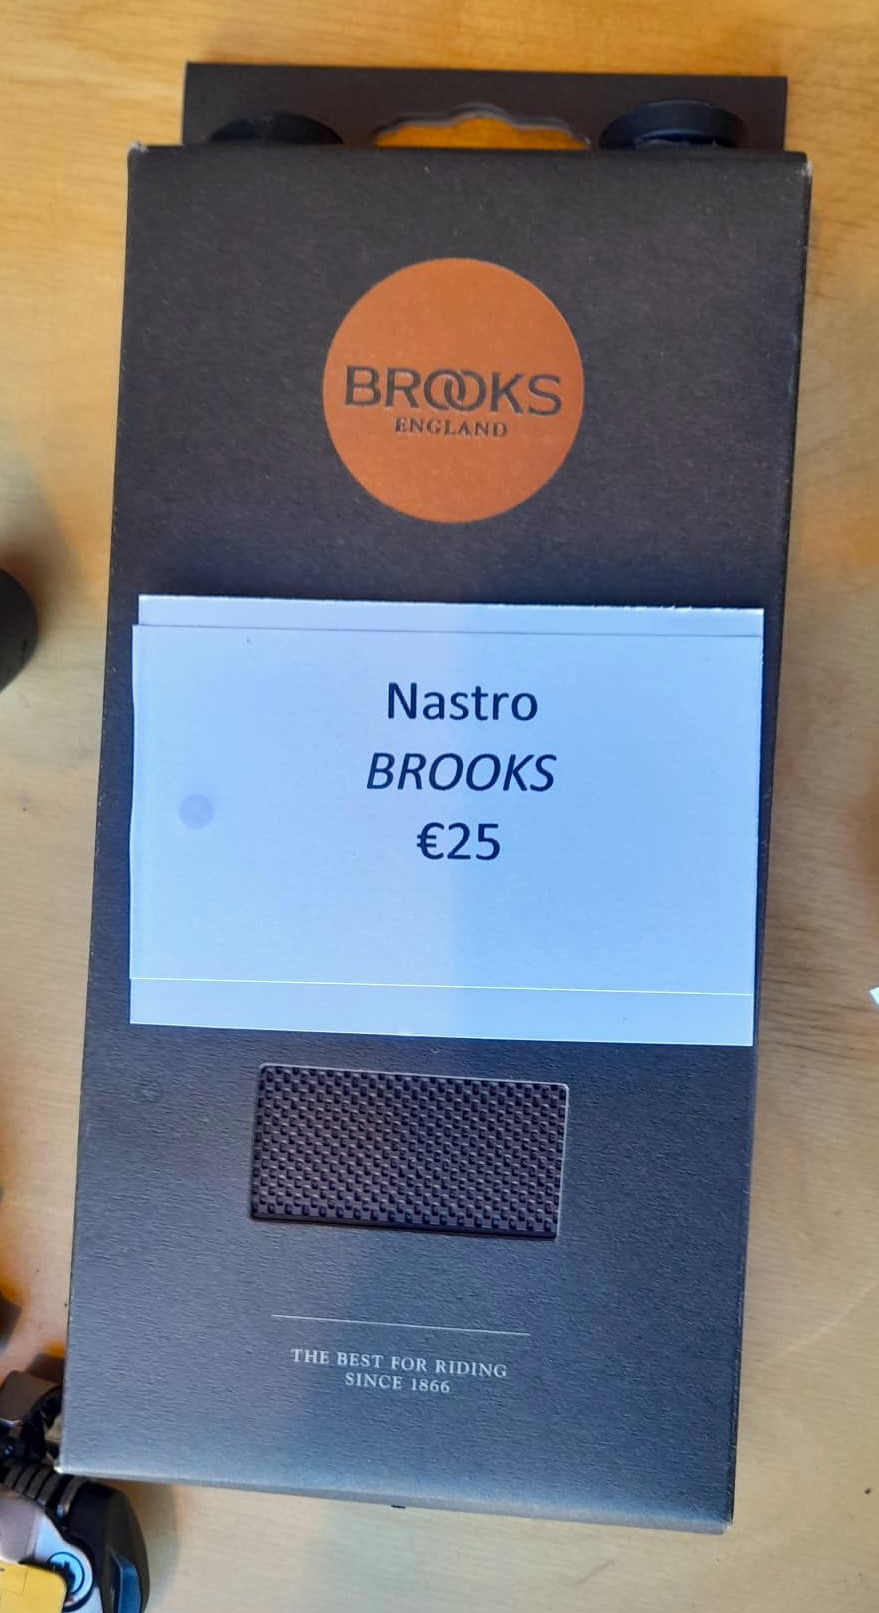 BROOKS
ENGLAND
Nastro
BROOKS
€25
THE BEST FOR RIDING
SINCE 1866